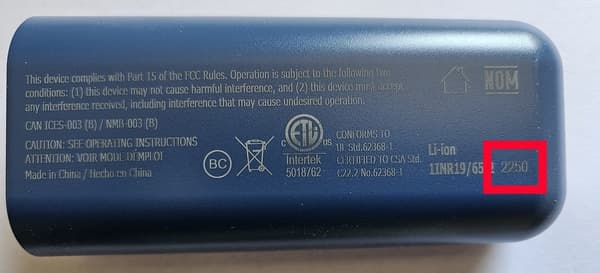 This device complies with Part 15 of the FCC Rules. Operation is subject to the following two
conditions: (1) this device may not cause harmful interference, and (2) this device must accept
any interference received, including interference that may cause undesired operation.
CAN ICES-003 (B) / NMB-003 (B)
CAUTION: SEE OPERATING INSTRUCTIONS
ATTENTION: VOIR MODE DEMPLOI
Made in China / Hecho en China
BC
ETL
Intertek
5018762
CONFORMS TO
UL Std.62368-1
CERTIFIED TO CSA Std.
C22.2 No.62368-1
NOM
Li-ion
1INR19/65-2 2250